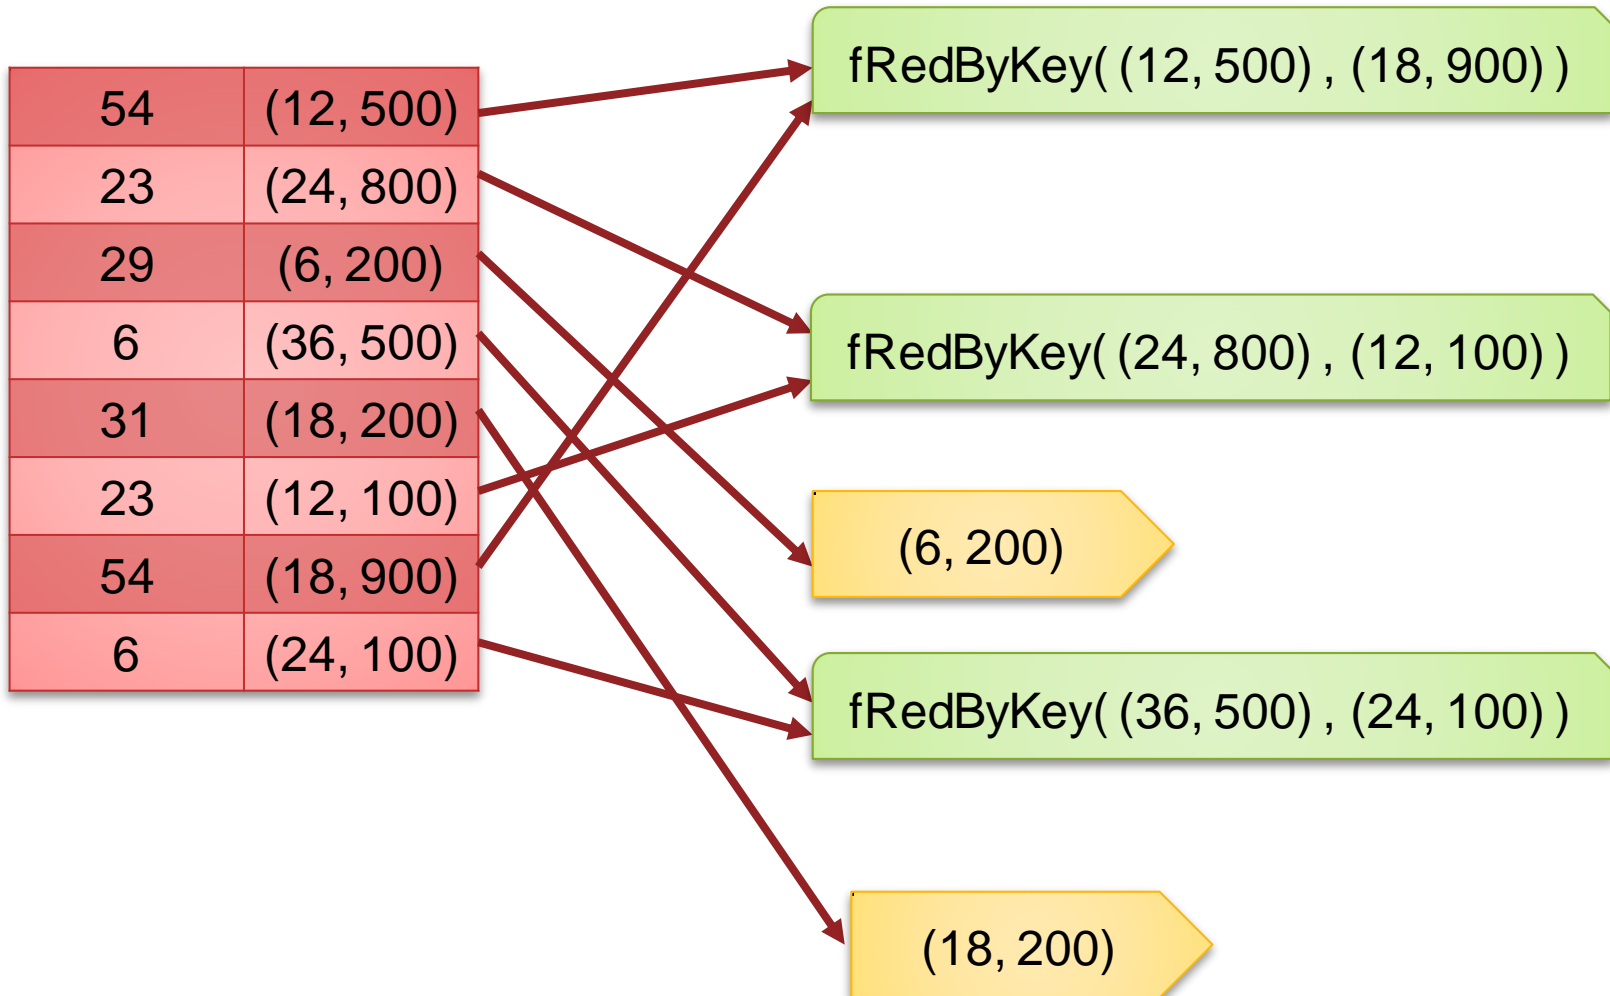 54 (12, 500)
23 (24, 800)
29 (6, 200)
6 (36, 500)
31 (18, 200)
23 (12, 100)
54 (18, 900)
6 (24, 100)
fRedByKey( (12, 500) , (18, 900) )
fRedByKey( (24, 800) , (12, 100) )
(6, 200)
fRedByKey( (36, 500) , (24, 100) )
(18, 200)